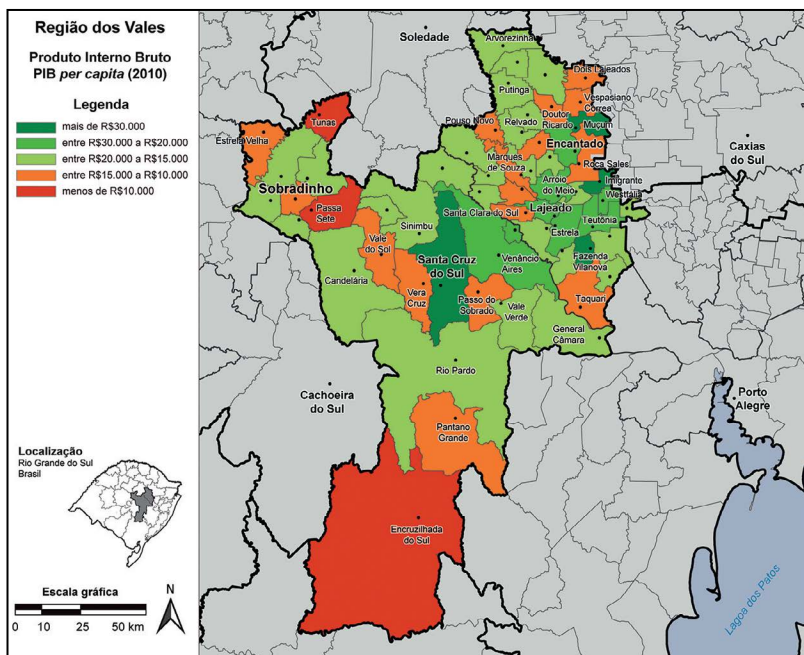 Região dos Vales
Produto Interno Bruto
PIB per capita (2010)
Legenda
mais de R$30.000
entre R$30.000 a R$20.000
entre R$20.000 a R$15.000
entre R$15.000 a R$10.000
menos de R$10.000
Localização
Rio Grande do Sul
Brasil
Escala gráfica
N
0 10 25 50 km
Soledade
Arvorezinha
Dois Lajeados
Putinga
Vespasiano
Correa
Tunas
Doutor
Ricardo
Muçum
Pouso Novo
Relvado
Estrela Velha
Encantado
Caxias
do Sul
Marques
de Souza
Roca Sales
Sobradinho
Arroio
do Meio
Imigrante
Westfália
Passa
Sete
Santa Clara do Sul
Lajeado
Teutônia
Sinimbu
Estrela
Vale
do Sol
Santa Cruz
do Sul
Venâncio
Aires
Fazenda
Vilanova
Candelária
Vera
Cruz
Passo do
Sobrado
Taquari
Vale
Verde
General
Câmara
Rio Pardo
Cachoeira
do Sul
Porto
Alegre
Pantano
Grande
Encruzilhada
do Sul
Lagoa dos Patos